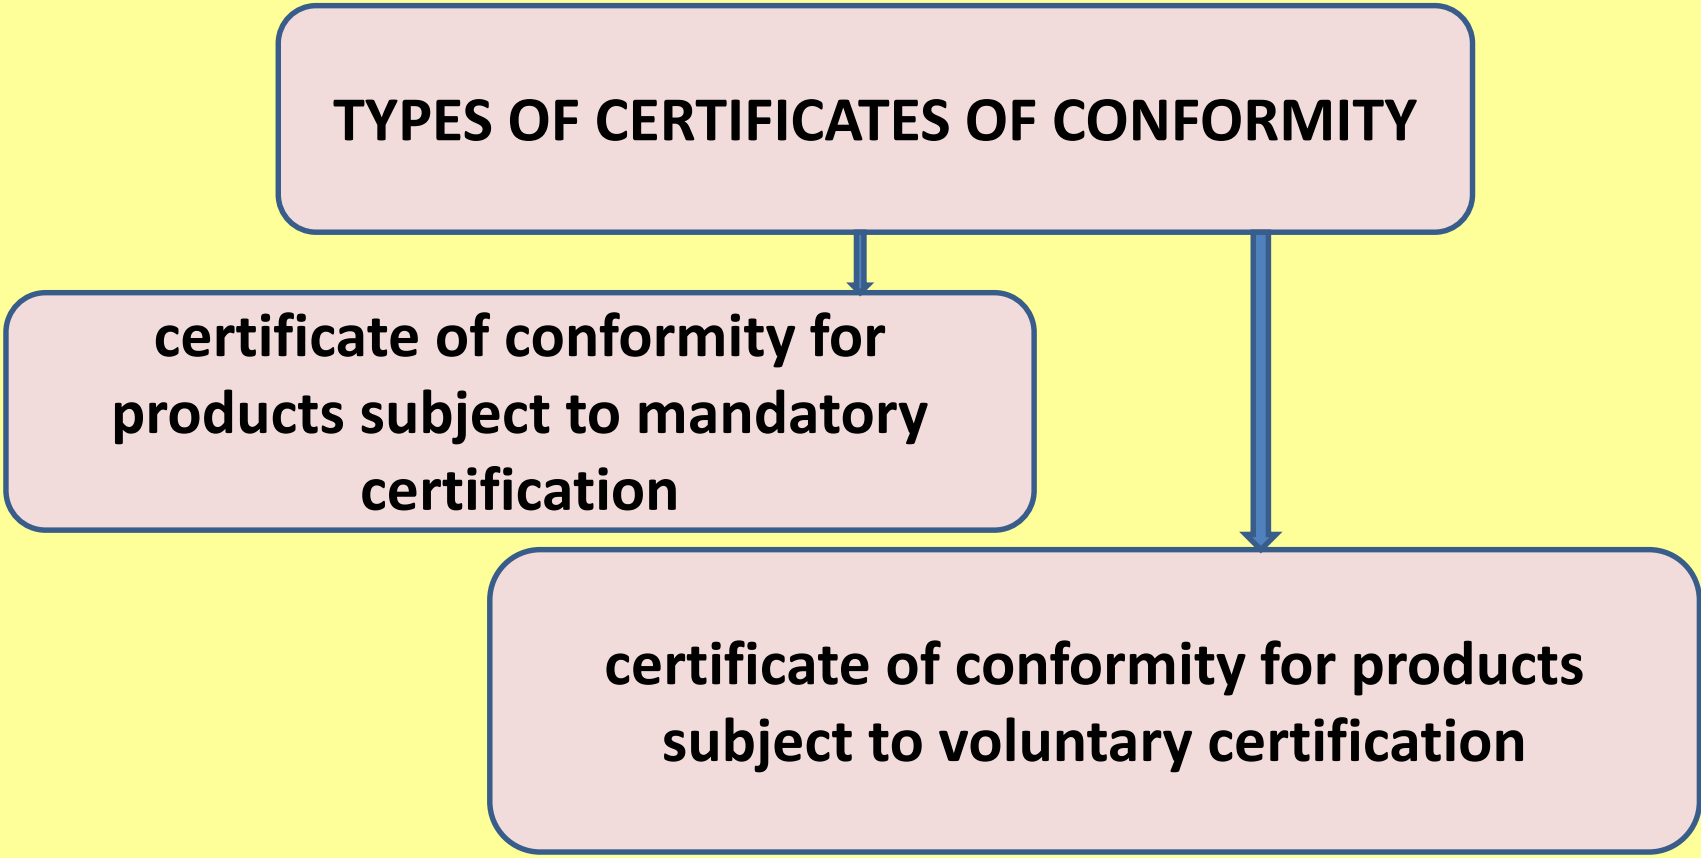 TYPES OF CERTIFICATES OF CONFORMITY
certificate of conformity for
products subject to mandatory
certification
certificate of conformity for products
subject to voluntary certification